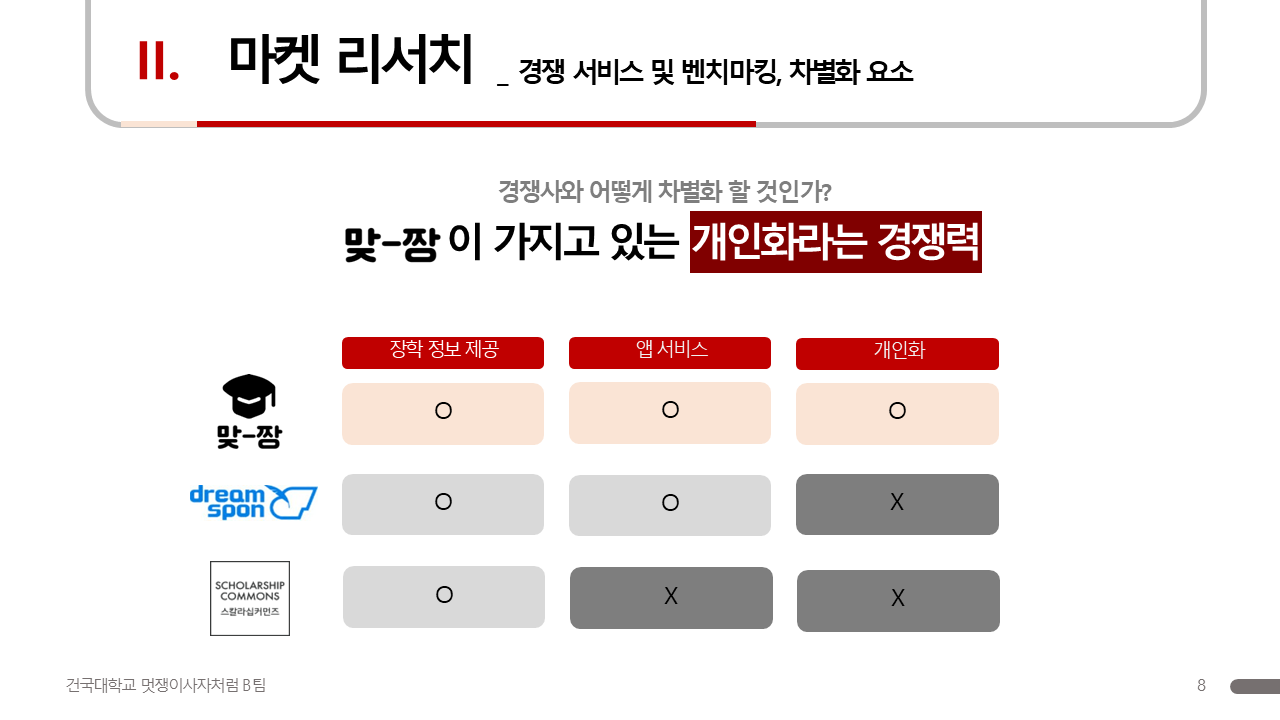 II. 마켓 리서치 _ 경쟁 서비스 및 벤치마킹, 차별화 요소
경쟁사와 어떻게 차별화 할 것인가?
맞-짱 이 가지고 있는 개인화라는 경쟁력
장학 정보 제공 앱 서비스 개인화
맞-짱 O O O
dream
spon O O X
SCHOLARSHIP
COMMONS
스칼라십커먼즈 O X X
건국대학교 멋쟁이사자처럼 B팀 8